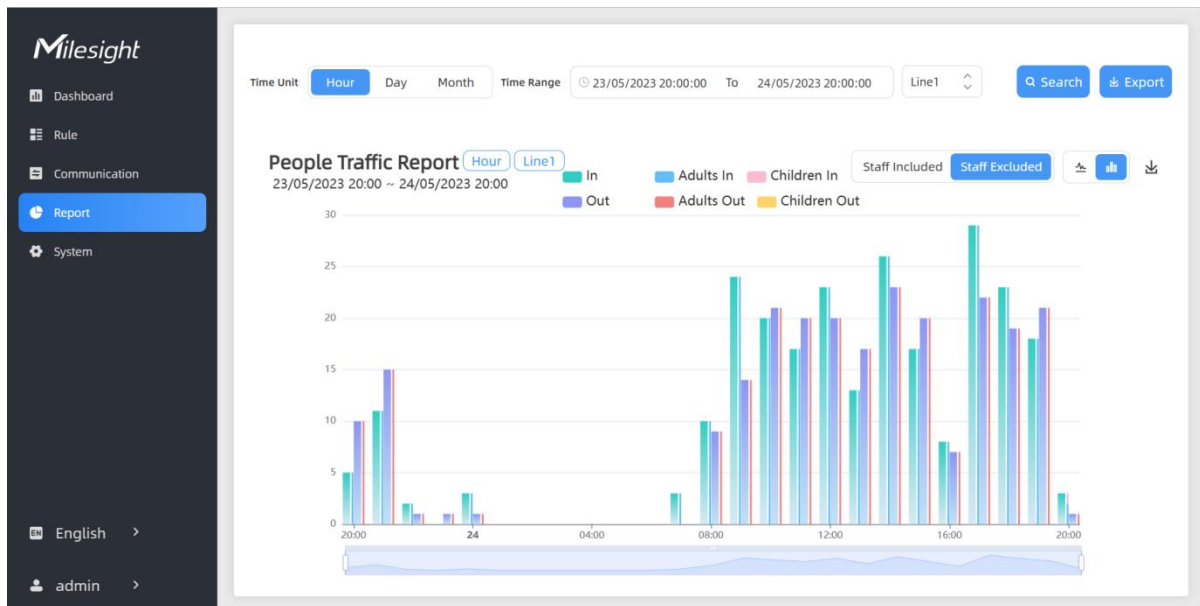 Milesight
Dashboard
Rule
Communication
Report
System
EN English >
admin >
Time Unit Hour Day Month Time Range 23/05/2023 20:00:00 To 24/05/2023 20:00:00 Line1 Search Export
People Traffic Report Hour Line1
23/05/2023 20:00 ~ 24/05/2023 20:00
In Adults In Children In
Out Adults Out Children Out
Staff Included Staff Excluded
30
25
20
15
10
5
0
20:00 24 04:00 08:00 12:00 16:00 20:00